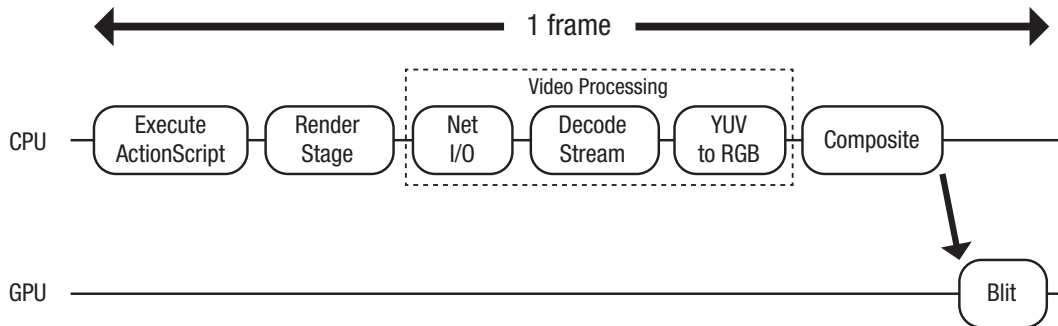 1 frame
Video Processing
CPU
Execute
ActionScript
Render
Stage
Net
I/O
Decode
Stream
YUV
to RGB
Composite
GPU
Blit